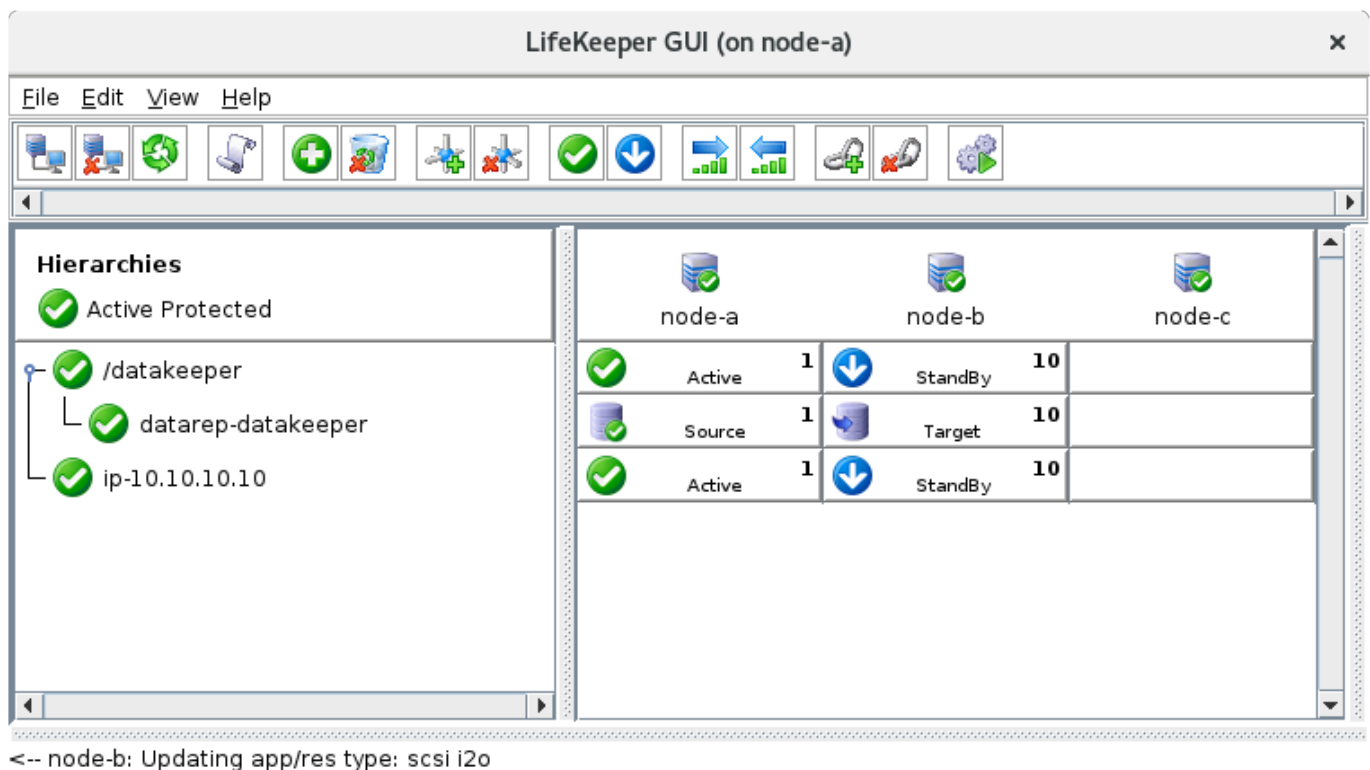 LifeKeeper GUI (on node-a)
File Edit View Help
Hierarchies
Active Protected
node-a node-b node-c
/datakeeper
Active 1 StandBy 10
datarep-datakeeper
Source 1 Target 10
ip-10.10.10.10
Active 1 StandBy 10
<-- node-b: Updating app/res type: scsi i2o